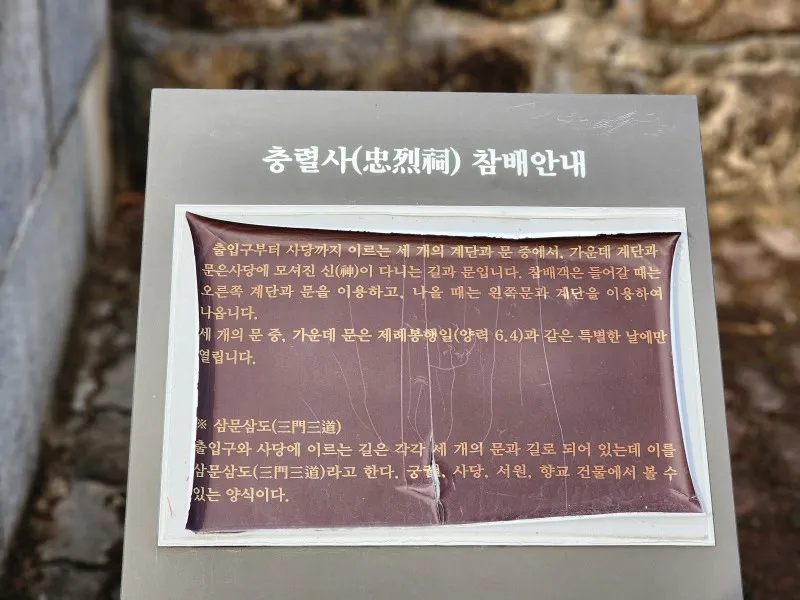 충렬사(忠烈祠) 참배안내
출입구부터 사당까지 이르는 세 개의 계단과 문 중에서, 가운데 계단과
문은사당에 모셔진 신(神)이 다니는 길과 문입니다. 참배객은 들어갈 때는
오른쪽 계단과 문을 이용하고, 나올 때는 왼쪽문과 계단을 이용하여
나옵니다.
세 개의 문 중, 가운데 문은 제례봉행일(양력 6.4)과 같은 특별한 날에만
열립니다.
※ 삼문삼도(三門三道)
출입구와 사당에 이르는 길은 각각 세 개의 문과 길로 되어 있는데 이를
삼문삼도(三門三道)라고 한다. 궁궐, 사당, 서원, 향교 건물에서 볼 수
있는 양식이다.